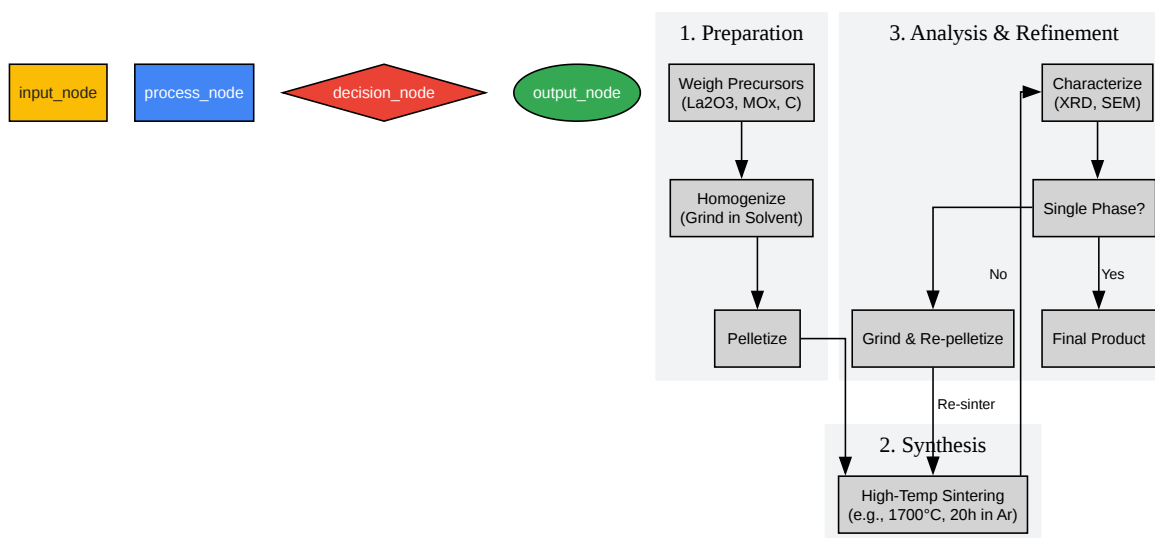 input_node
process_node
decision_node
output_node
1. Preparation
Weigh Precursors
(La2O3, MOx, C)
Homogenize
(Grind in Solvent)
Pelletize
3. Analysis & Refinement
Characterize
(XRD, SEM)
Single Phase?
No
Yes
Grind & Re-pelletize
Final Product
Re-sinter
2. Synthesis
High-Temp Sintering
(e.g., 1700°C, 20h in Ar)